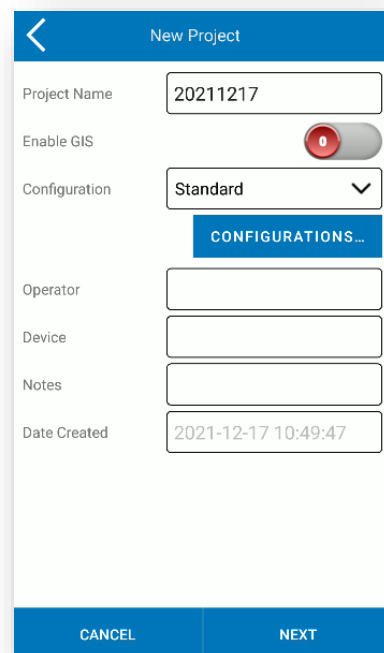 New Project
Project Name 20211217
Enable GIS 0
Configuration Standard
CONFIGURATIONS…
Operator
Device
Notes
Date Created 2021-12-17 10:49:47
CANCEL NEXT